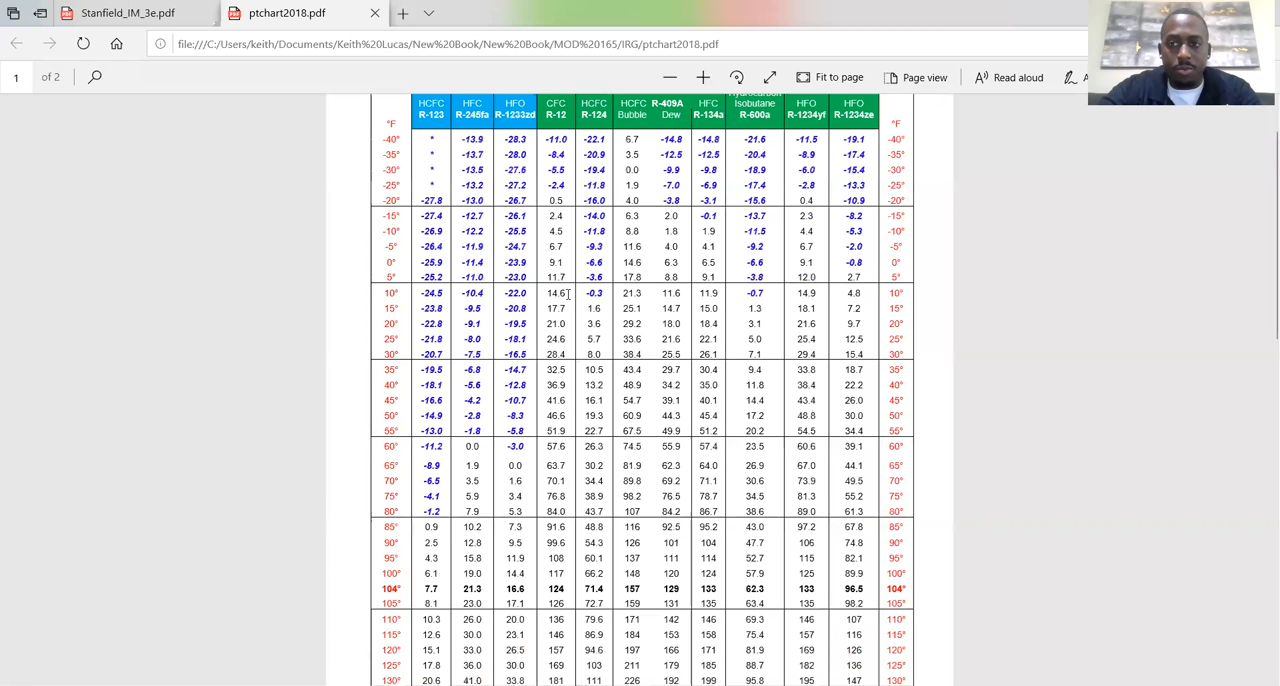 Stanfield_IM_3e.pdf
ptchart2018.pdf
file:///C:/Users/keith/Documents/Keith%20Lucas/New%20Book/New%20Book/MOD%20165/IRG/ptchart2018.pdf
1 of 2
Fit to page
Page view
Read aloud
HCFC HFC HFO CFC HCFC HCFC R-409A HFC Isobutane HFO HFO
R-123 R-245fa R-1233zd R-12 R-124 Bubble Dew R-134a R-600a R-1234yf R-1234ze
°F °F
-40° * -13.9 -28.3 -11.0 -22.1 6.7 -14.8 -14.8 -21.6 -11.5 -19.1 -40°
-35° * -13.7 -28.0 -8.4 -20.9 3.5 -12.5 -12.5 -20.4 -8.9 -17.4 -35°
-30° * -13.5 -27.6 -5.5 -19.4 0.0 -9.9 -9.8 -18.9 -6.0 -15.4 -30°
-25° * -13.2 -27.2 -2.4 -11.8 1.9 -7.0 -6.9 -17.4 -2.8 -13.3 -25°
-20° -27.8 -13.0 -26.7 0.5 -16.0 4.0 -3.8 -3.1 -15.6 0.4 -10.9 -20°
-15° -27.4 -12.7 -26.1 2.4 -14.0 6.3 2.0 -0.1 -13.7 2.3 -8.2 -15°
-10° -26.9 -12.2 -25.5 4.5 -11.8 8.8 1.8 1.9 -11.5 4.4 -5.3 -10°
-5° -26.4 -11.9 -24.7 6.7 -9.3 11.6 4.0 4.1 -9.2 6.7 -2.0 -5°
0° -25.9 -11.4 -23.9 9.1 -6.6 14.6 6.3 6.5 -6.6 9.1 -0.8 0°
5° -25.2 -11.0 -23.0 11.7 -3.6 17.8 8.8 9.1 -3.8 12.0 2.7 5°
10° -24.5 -10.4 -22.0 14.6 -0.3 21.3 11.6 11.9 -0.7 14.9 4.8 10°
15° -23.8 -9.5 -20.8 17.7 1.6 25.1 14.7 15.0 1.3 18.1 7.2 15°
20° -22.8 -9.1 -19.5 21.0 3.6 29.2 18.0 18.4 3.1 21.6 9.7 20°
25° -21.8 -8.0 -18.1 24.6 5.7 33.6 21.6 22.1 5.0 25.4 12.5 25°
30° -20.7 -7.5 -16.5 28.4 8.0 38.4 25.5 26.1 7.1 29.4 15.4 30°
35° -19.5 -6.8 -14.7 32.5 10.5 43.4 29.7 30.4 9.4 33.8 18.7 35°
40° -18.1 -5.6 -12.8 36.9 13.2 48.9 34.2 35.0 11.8 38.4 22.2 40°
45° -16.6 -4.2 -10.7 41.6 16.1 54.7 39.1 40.1 14.4 43.4 26.0 45°
50° -14.9 -2.8 -8.3 46.6 19.3 60.9 44.3 45.4 17.2 48.8 30.0 50°
55° -13.0 -1.8 -5.8 51.9 22.7 67.5 49.9 51.2 20.2 54.5 34.4 55°
60° -11.2 0.0 -3.0 57.6 26.3 74.5 55.9 57.4 23.5 60.6 39.1 60°
65° -8.9 1.9 0.0 63.7 30.2 81.9 62.3 64.0 26.9 67.0 44.1 65°
70° -6.5 3.5 1.6 70.1 34.4 89.8 69.2 71.1 30.6 73.9 49.5 70°
75° -4.1 5.9 3.4 76.8 38.9 98.2 76.5 78.7 34.5 81.3 55.2 75°
80° -1.2 7.9 5.3 84.0 43.7 107 84.2 86.7 38.6 89.0 61.3 80°
85° 0.9 10.2 7.3 91.6 48.8 116 92.5 95.2 43.0 97.2 67.8 85°
90° 2.5 12.8 9.5 99.6 54.3 126 101 104 47.7 106 74.8 90°
95° 4.3 15.8 11.9 108 60.1 137 111 114 52.7 115 82.1 95°
100° 6.1 19.0 14.4 117 66.2 148 120 124 57.9 125 89.9 100°
104° 7.7 21.3 16.6 124 71.4 157 129 133 62.3 133 96.5 104°
105° 8.1 23.0 17.1 126 72.7 159 131 135 63.4 135 98.2 105°
110° 10.3 26.0 20.0 136 79.6 171 142 146 69.3 146 107 110°
115° 12.6 30.0 23.1 146 86.9 184 153 158 75.4 157 116 115°
120° 15.1 33.0 26.5 157 94.6 197 166 171 81.9 169 126 120°
125° 17.8 36.0 30.0 169 103 211 179 185 88.7 182 136 125°
130° 20.6 41.0 33.8 181 111 226 192 199 95.8 195 147 130°